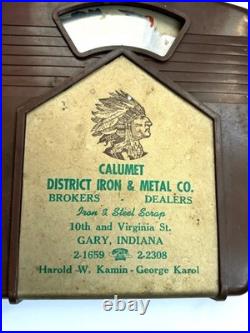 CALUMET
DISTRICT IRON & METAL CO.
BROKERS - DEALERS
Iron & Steel Scrap
10th and Virginia St.
GARY, INDIANA
2-1659 ☎ 2-2308
Harold W. Kamin - George Karol